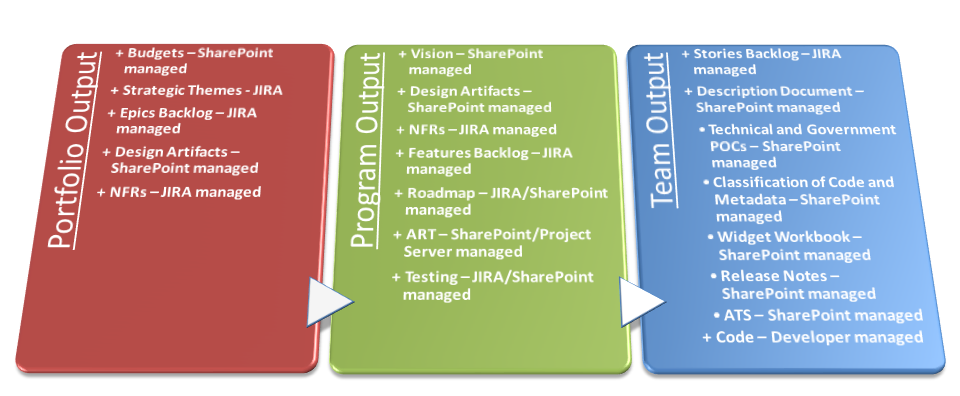 Portfolio Output
+ Budgets – SharePoint
managed
+ Strategic Themes - JIRA
+ Epics Backlog – JIRA
managed
+ Design Artifacts –
SharePoint managed
+ NFRs – JIRA managed
Program Output
+ Vision – SharePoint
managed
+ Design Artifacts –
SharePoint managed
+ NFRs – JIRA managed
+ Features Backlog – JIRA
managed
+ Roadmap – JIRA/SharePoint
managed
+ ART – SharePoint/Project
Server managed
+ Testing – JIRA/SharePoint
managed
Team Output
+ Stories Backlog – JIRA
managed
+ Description Document –
SharePoint managed
• Technical and Government
POCs – SharePoint
managed
• Classification of Code and
Metadata – SharePoint
managed
• Widget Workbook –
SharePoint managed
• Release Notes –
SharePoint managed
• ATS – SharePoint managed
+ Code – Developer managed